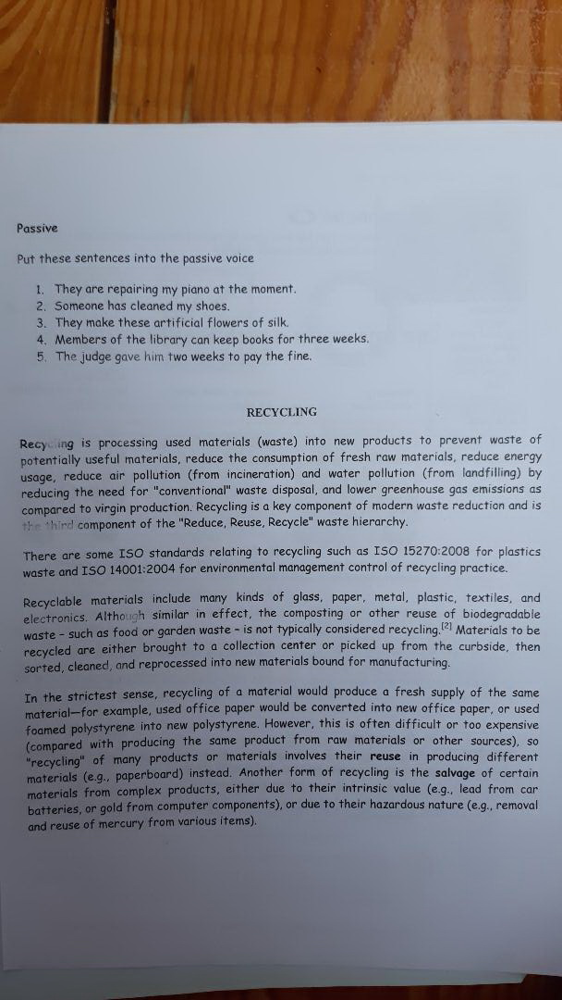 Passive
Put these sentences into the passive voice
1. They are repairing my piano at the moment.
2. Someone has cleaned my shoes.
3. They make these artificial flowers of silk.
4. Members of the library can keep books for three weeks.
5. The judge gave him two weeks to pay the fine.
RECYCLING
Recycling is processing used materials (waste) into new products to prevent waste of
potentially useful materials, reduce the consumption of fresh raw materials, reduce energy
usage, reduce air pollution (from incineration) and water pollution (from landfilling) by
reducing the need for "conventional" waste disposal, and lower greenhouse gas emissions as
compared to virgin production. Recycling is a key component of modern waste reduction and is
the third component of the "Reduce, Reuse, Recycle" waste hierarchy.
There are some ISO standards relating to recycling such as ISO 15270:2008 for plastics
waste and ISO 14001:2004 for environmental management control of recycling practice.
Recyclable materials include many kinds of glass, paper, metal, plastic, textiles, and
electronics. Although similar in effect, the composting or other reuse of biodegradable
waste – such as food or garden waste – is not typically considered recycling.[2] Materials to be
recycled are either brought to a collection center or picked up from the curbside, then
sorted, cleaned, and reprocessed into new materials bound for manufacturing.
In the strictest sense, recycling of a material would produce a fresh supply of the same
material—for example, used office paper would be converted into new office paper, or used
foamed polystyrene into new polystyrene. However, this is often difficult or too expensive
(compared with producing the same product from raw materials or other sources), so
"recycling" of many products or materials involves their reuse in producing different
materials (e.g., paperboard) instead. Another form of recycling is the salvage of certain
materials from complex products, either due to their intrinsic value (e.g., lead from car
batteries, or gold from computer components), or due to their hazardous nature (e.g., removal
and reuse of mercury from various items).